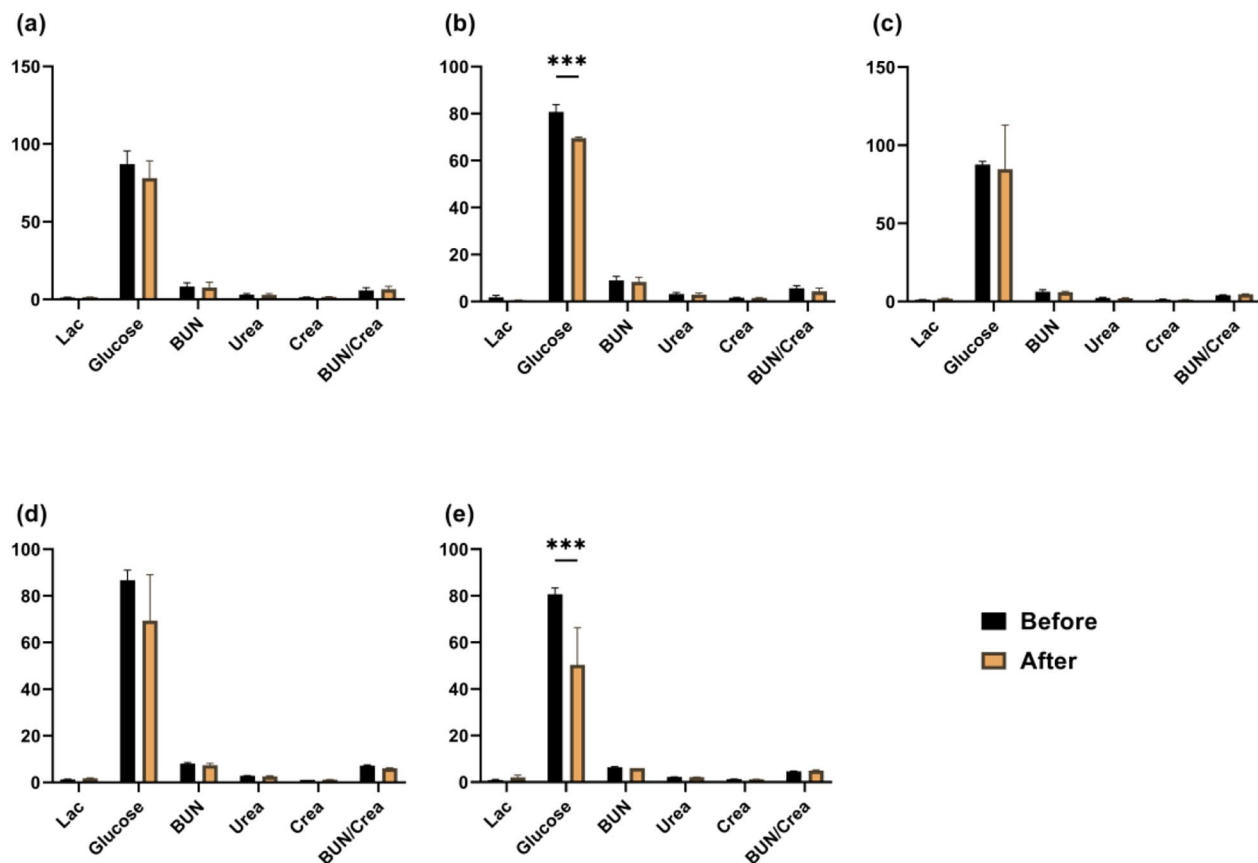 (a)
150
100
50
0
Lac
Glucose
BUN
Urea
Crea
BUN/Crea
(b)
***
100
80
60
40
20
0
Lac
Glucose
BUN
Urea
Crea
BUN/Crea
(c)
150
100
50
0
Lac
Glucose
BUN
Urea
Crea
BUN/Crea
(d)
100
80
60
40
20
0
Lac
Glucose
BUN
Urea
Crea
BUN/Crea
(e)
***
100
80
60
40
20
0
Lac
Glucose
BUN
Urea
Crea
BUN/Crea
Before
After